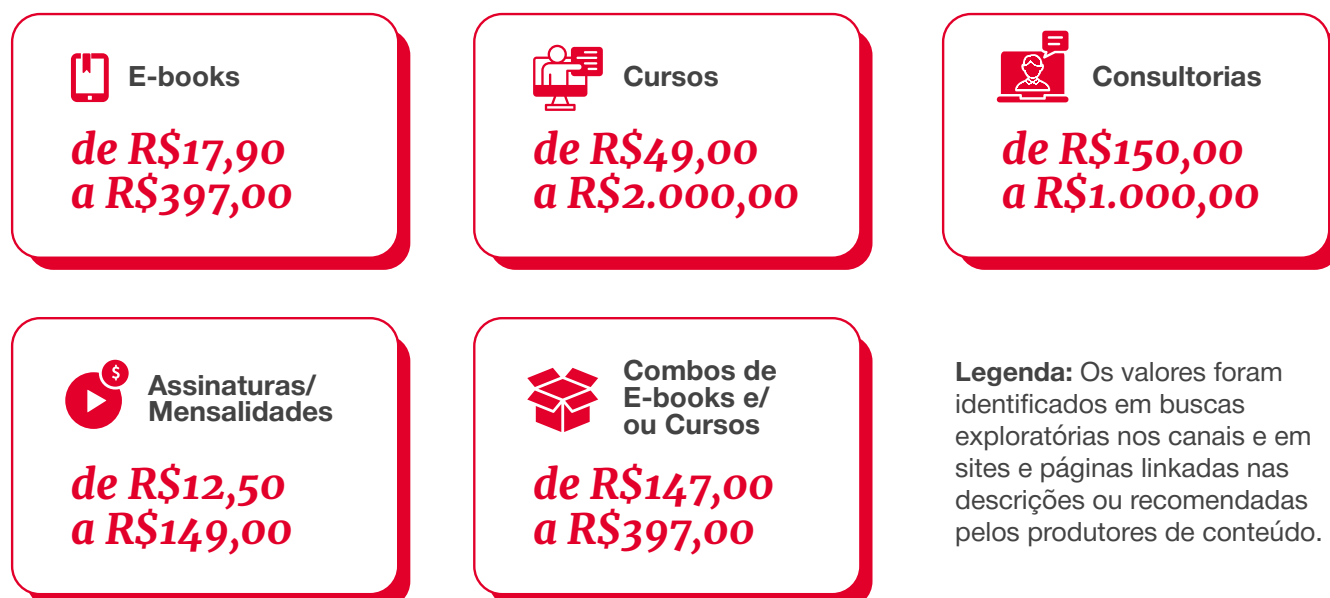 E-books
de R$17,90
a R$397,00
Cursos
de R$49,00
a R$2.000,00
Consultorias
de R$150,00
a R$1.000,00
$
Assinaturas/
Mensalidades
de R$12,50
a R$149,00
Combos de
E-books e/
ou Cursos
de R$147,00
a R$397,00
Legenda: Os valores foram
identificados em buscas
exploratórias nos canais e em
sites e páginas linkadas nas
descrições ou recomendadas
pelos produtores de conteúdo.